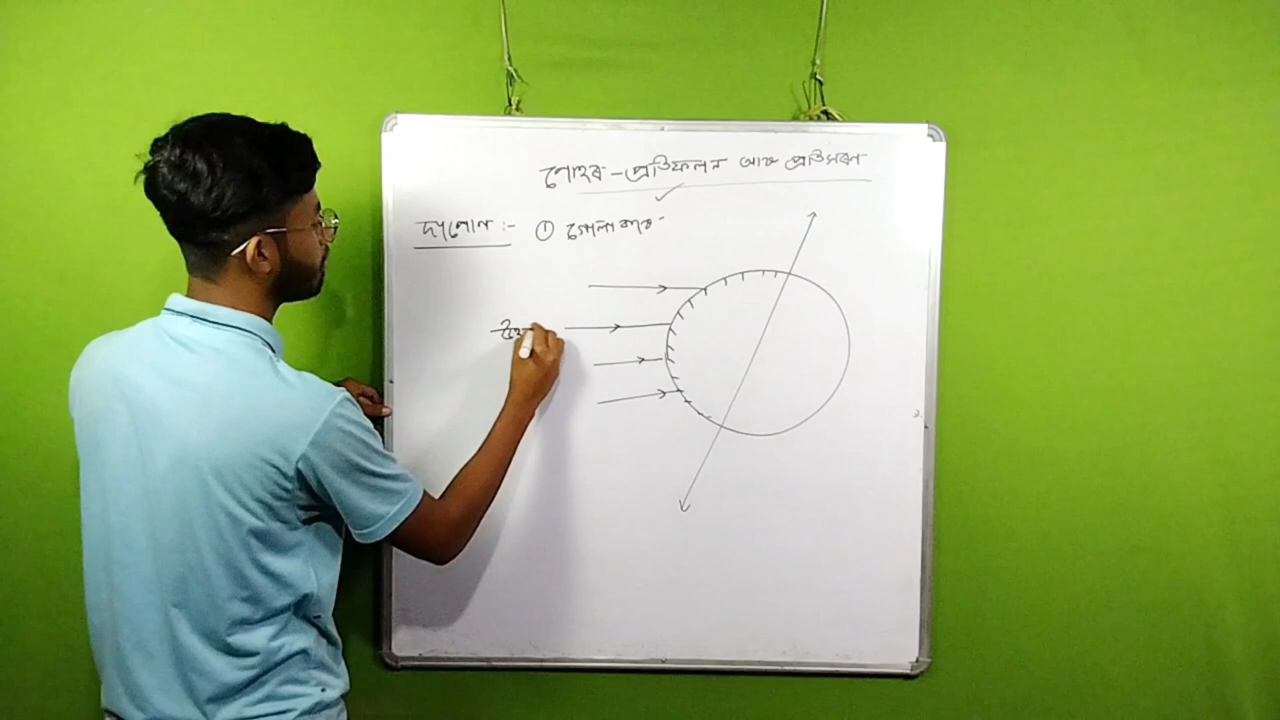 পোহৰ - প্ৰতিফলন আৰু প্ৰতিসৰণ
দাপোন :- ① গোলাকাৰ